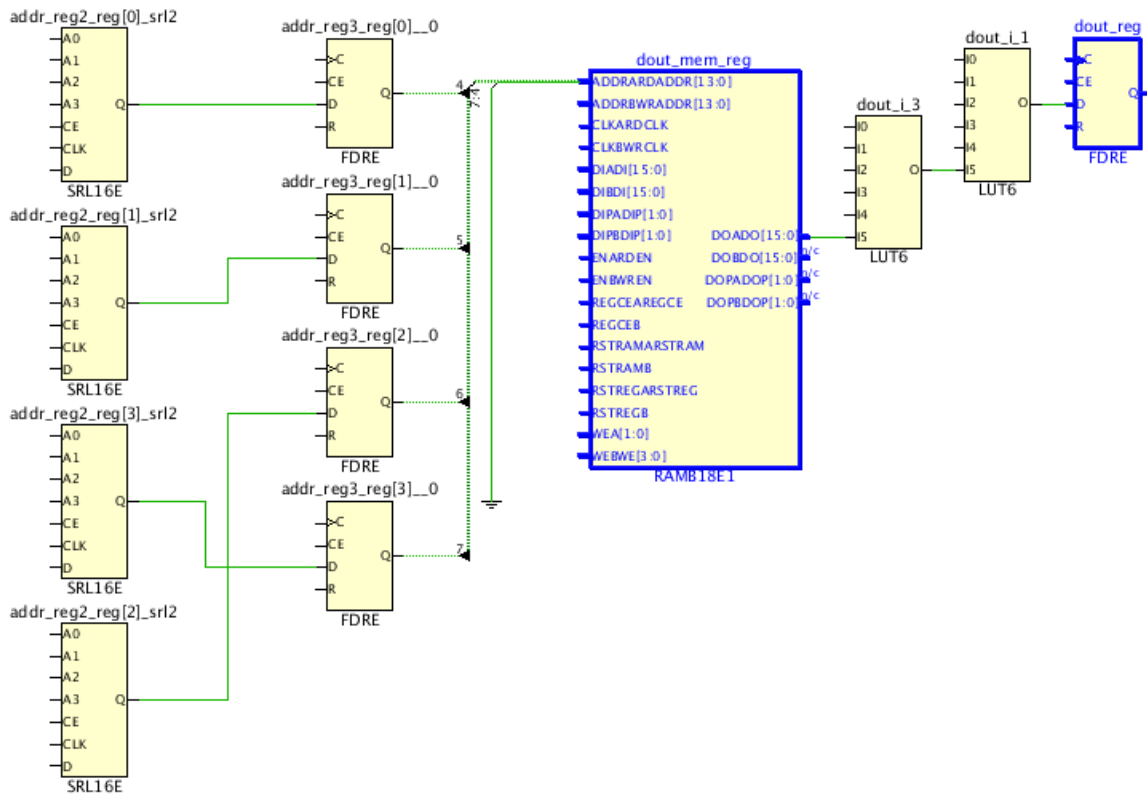 addr_reg2_reg[0]_srl2
A0
A1
A2
A3
CE
CLK
D
Q
SRL16E
addr_reg2_reg[1]_srl2
A0
A1
A2
A3
CE
CLK
D
Q
SRL16E
addr_reg2_reg[3]_srl2
A0
A1
A2
A3
CE
CLK
D
Q
SRL16E
addr_reg2_reg[2]_srl2
A0
A1
A2
A3
CE
CLK
D
Q
SRL16E
addr_reg3_reg[0]__0
C
CE
D
R
Q
FDRE
addr_reg3_reg[1]__0
C
CE
D
R
Q
FDRE
addr_reg3_reg[2]__0
C
CE
D
R
Q
FDRE
addr_reg3_reg[3]__0
C
CE
D
R
Q
FDRE
4
7:4
5
6
7
dout_mem_reg
ADDRARDADDR[13:0]
ADDRBWRADDR[13:0]
CLKARDCLK
CLKBWRCLK
DIADI[15:0]
DIBDI[15:0]
DIPADIP[1:0]
DIPBDIP[1:0]
ENARDEN
ENBWREN
REGCEAREGCE
REGCEB
RSTRAMARSTRAM
RSTRAMB
RSTREGARSTREG
RSTREGB
WEA[1:0]
WEBWE[3:0]
DOADO[15:0]
DOBDO[15:0]
n/c
DOPADOP[1:0]
n/c
DOPBDOP[1:0]
n/c
RAMB18E1
dout_i_3
I0
I1
I2
I3
I4
I5
O
LUT6
dout_i_1
I0
I1
I2
I3
I4
I5
O
LUT6
dout_reg
C
CE
D
R
Q
FDRE